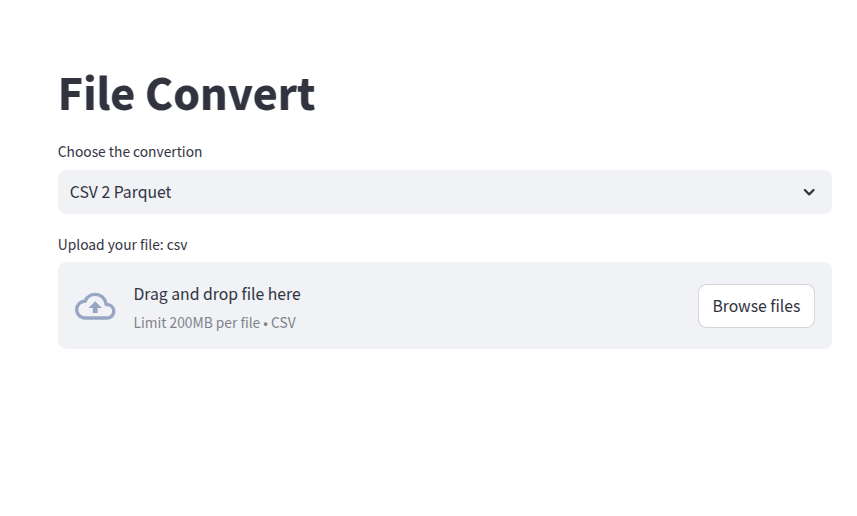 File Convert
Choose the convertion
CSV 2 Parquet
Upload your file: csv
Drag and drop file here
Limit 200MB per file • CSV
Browse files